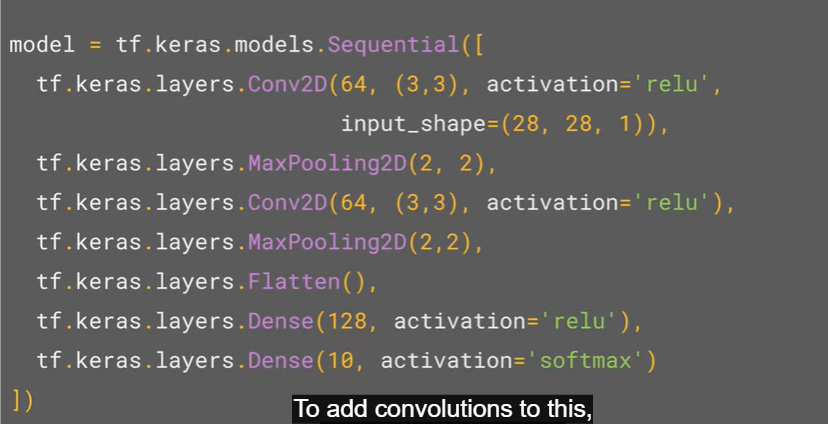 model = tf.keras.models.Sequential([
  tf.keras.layers.Conv2D(64, (3,3), activation='relu',
                         input_shape=(28, 28, 1)),
  tf.keras.layers.MaxPooling2D(2, 2),
  tf.keras.layers.Conv2D(64, (3,3), activation='relu'),
  tf.keras.layers.MaxPooling2D(2,2),
  tf.keras.layers.Flatten(),
  tf.keras.layers.Dense(128, activation='relu'),
  tf.keras.layers.Dense(10, activation='softmax')
])
To add convolutions to this,